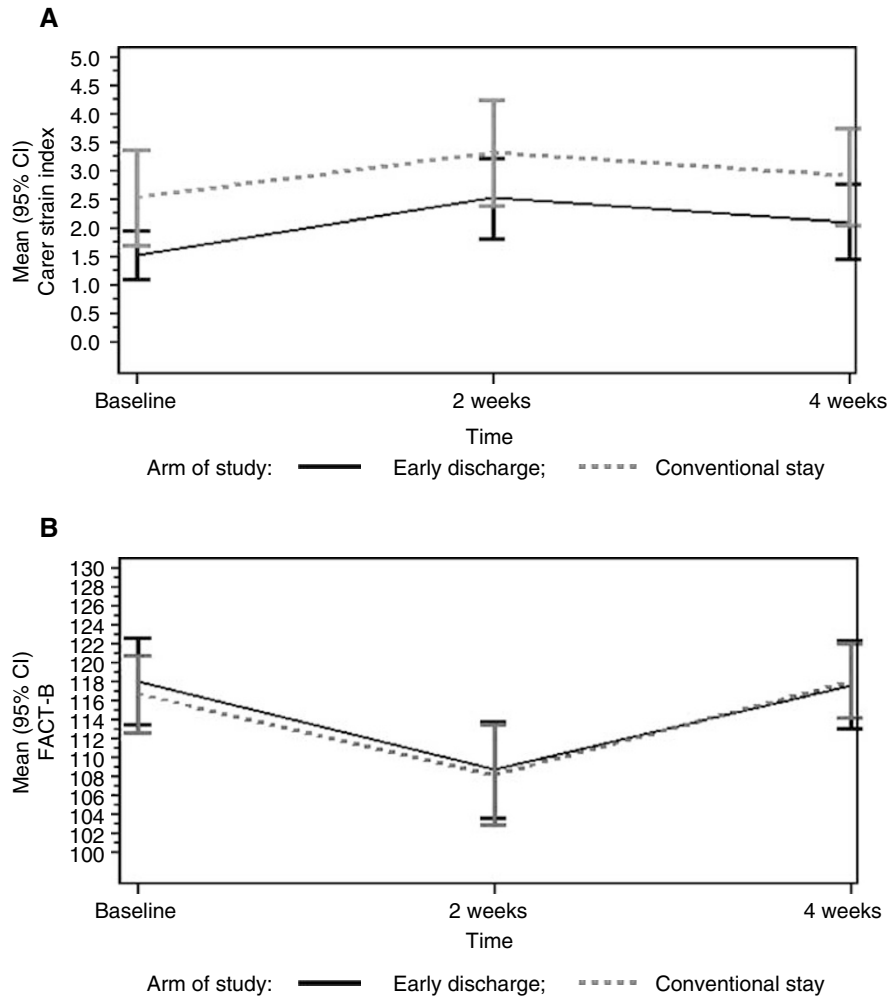 A
Mean (95% CI)
Carer strain index
5.0
4.5
4.0
3.5
3.0
2.5
2.0
1.5
1.0
0.5
0.0
Baseline 2 weeks 4 weeks
Time
Arm of study: Early discharge; Conventional stay
B
Mean (95% CI)
FACT-B
130
128
126
124
122
120
118
116
114
112
110
108
106
104
102
100
Baseline 2 weeks 4 weeks
Time
Arm of study: Early discharge; Conventional stay